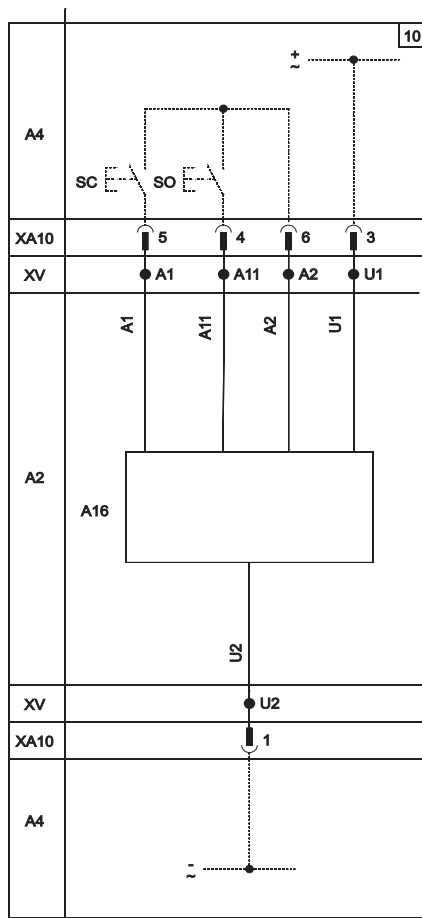 10
+
~
A4
SC SO
XA10 5 4 6 3
XV A1 A11 A2 U1
A1 A11 A2 U1
A2
A16
U2
XV U2
XA10 1
A4
-
~